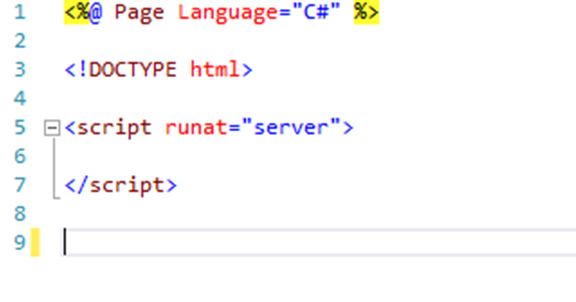 1 <%@ Page Language="C#" %>
2
3 <!DOCTYPE html>
4
5 <script runat="server">
6
7 </script>
8
9